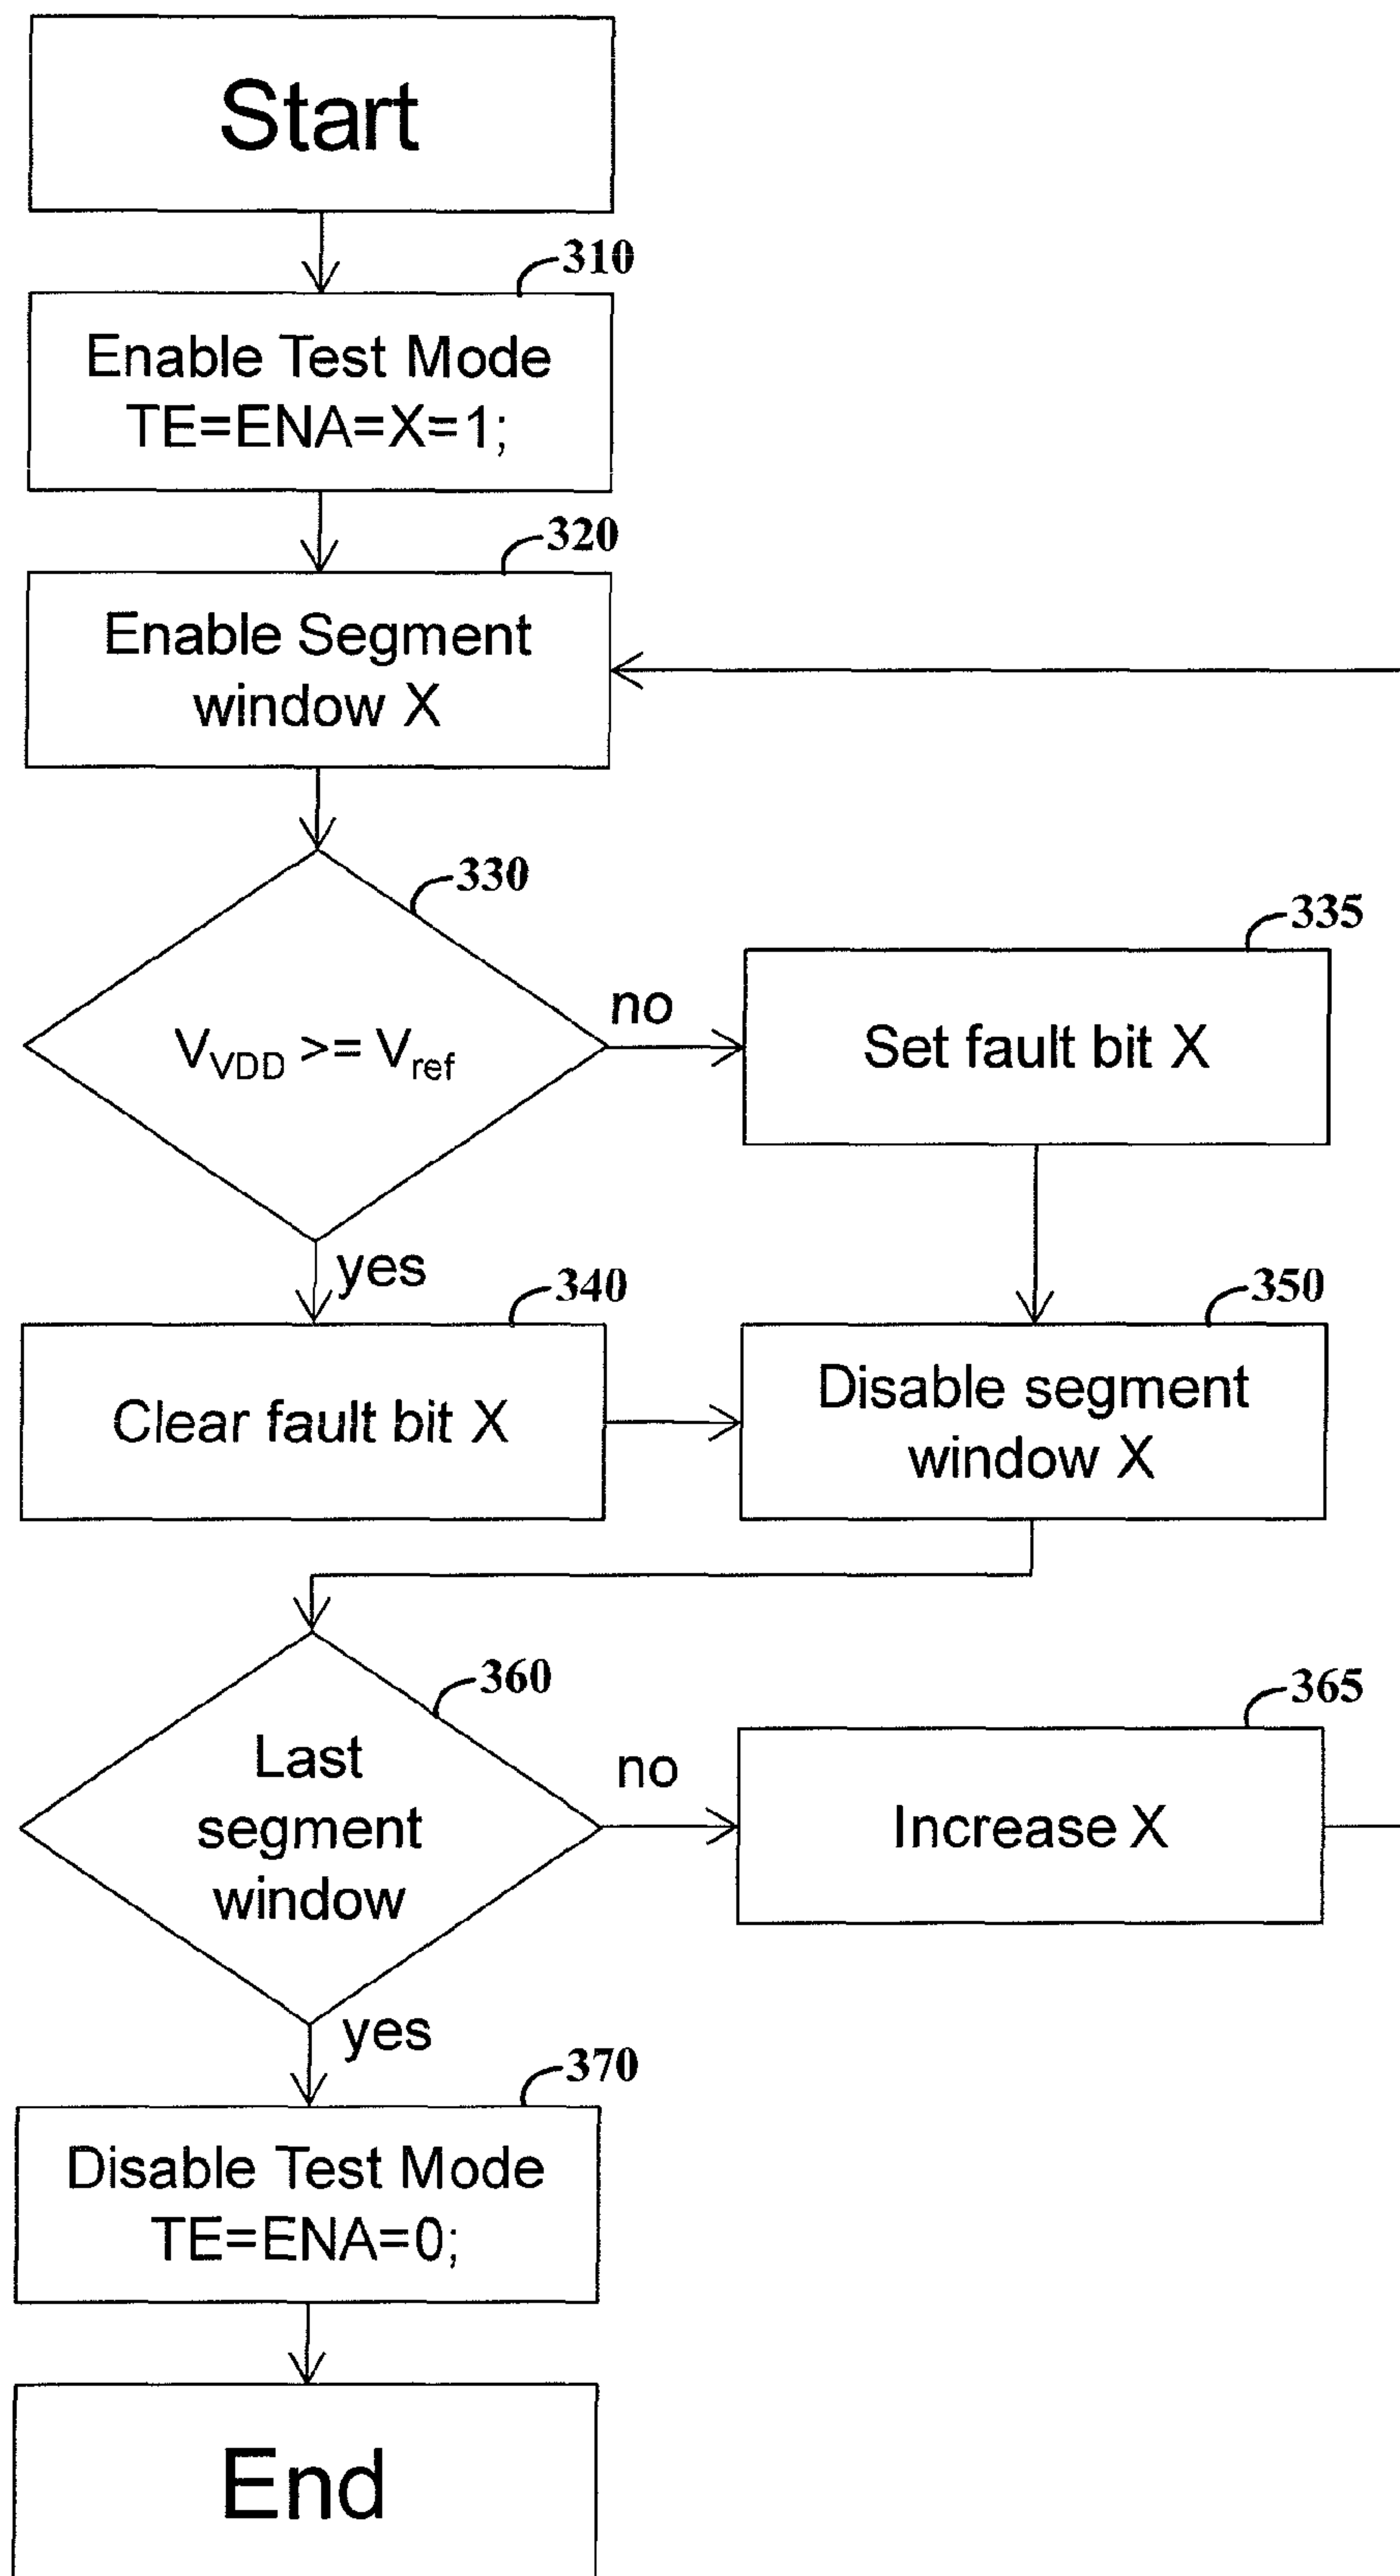 Start
310
Enable Test Mode
TE=ENA=X=1;
320
Enable Segment
window X
330
V_VDD >= V_ref
no
335
Set fault bit X
yes
340
Clear fault bit X
350
Disable segment
window X
360
Last
segment
window
no
365
Increase X
yes
370
Disable Test Mode
TE=ENA=0;
End